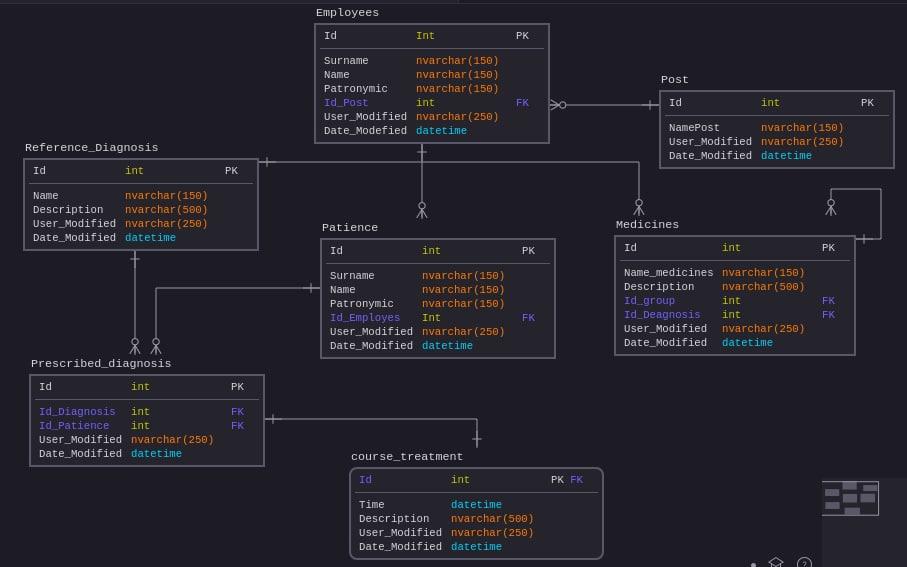 Employees
Id Int PK
Surname nvarchar(150)
Name nvarchar(150)
Patronymic nvarchar(150)
Id_Post int FK
User_Modified nvarchar(250)
Date_Modefied datetime
Post
Id int PK
NamePost nvarchar(150)
User_Modified nvarchar(250)
Date_Modified datetime
Reference_Diagnosis
Id int PK
Name nvarchar(150)
Description nvarchar(500)
User_Modified nvarchar(250)
Date_Modified datetime
Patience
Id int PK
Surname nvarchar(150)
Name nvarchar(150)
Patronymic nvarchar(150)
Id_Employes Int FK
User_Modified nvarchar(250)
Date_Modified datetime
Medicines
Id int PK
Name_medicines nvarchar(150)
Description nvarchar(500)
Id_group int FK
Id_Deagnosis int FK
User_Modified nvarchar(250)
Date_Modified datetime
Prescribed_diagnosis
Id int PK
Id_Diagnosis int FK
Id_Patience int FK
User_Modified nvarchar(250)
Date_Modified datetime
course_treatment
Id int PK FK
Time datetime
Description nvarchar(500)
User_Modified nvarchar(250)
Date_Modified datetime
?